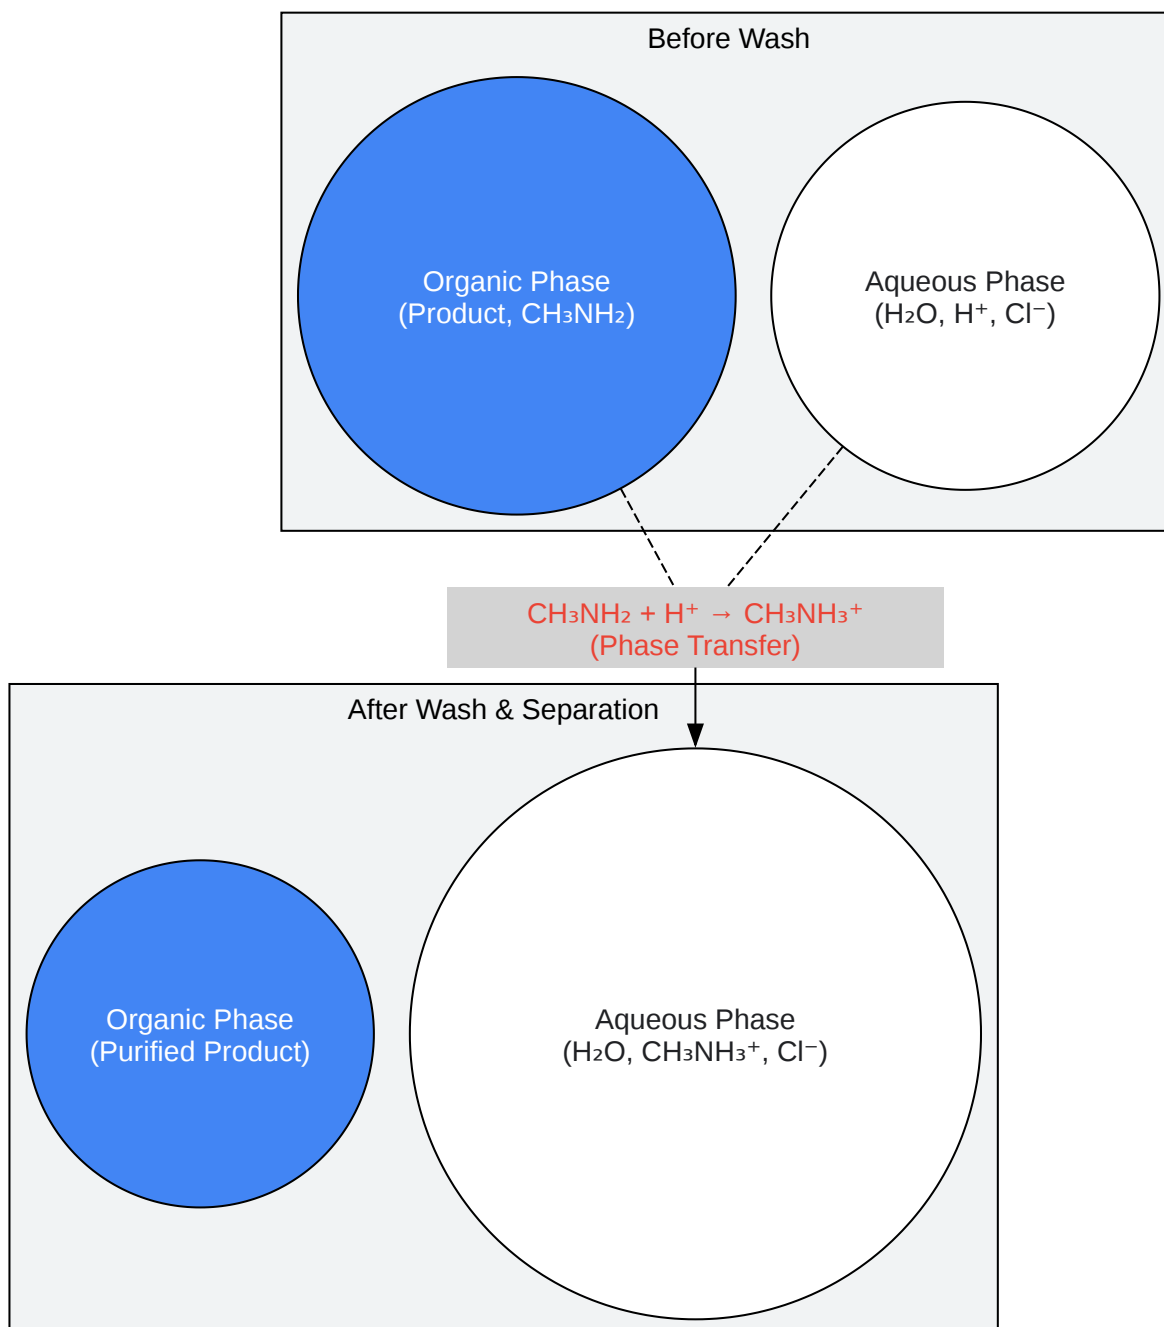 Before Wash
Organic Phase
(Product, CH₃NH₂)
Aqueous Phase
(H₂O, H⁺, Cl⁻)
CH₃NH₂ + H⁺ → CH₃NH₃⁺
(Phase Transfer)
After Wash & Separation
Organic Phase
(Purified Product)
Aqueous Phase
(H₂O, CH₃NH₃⁺, Cl⁻)